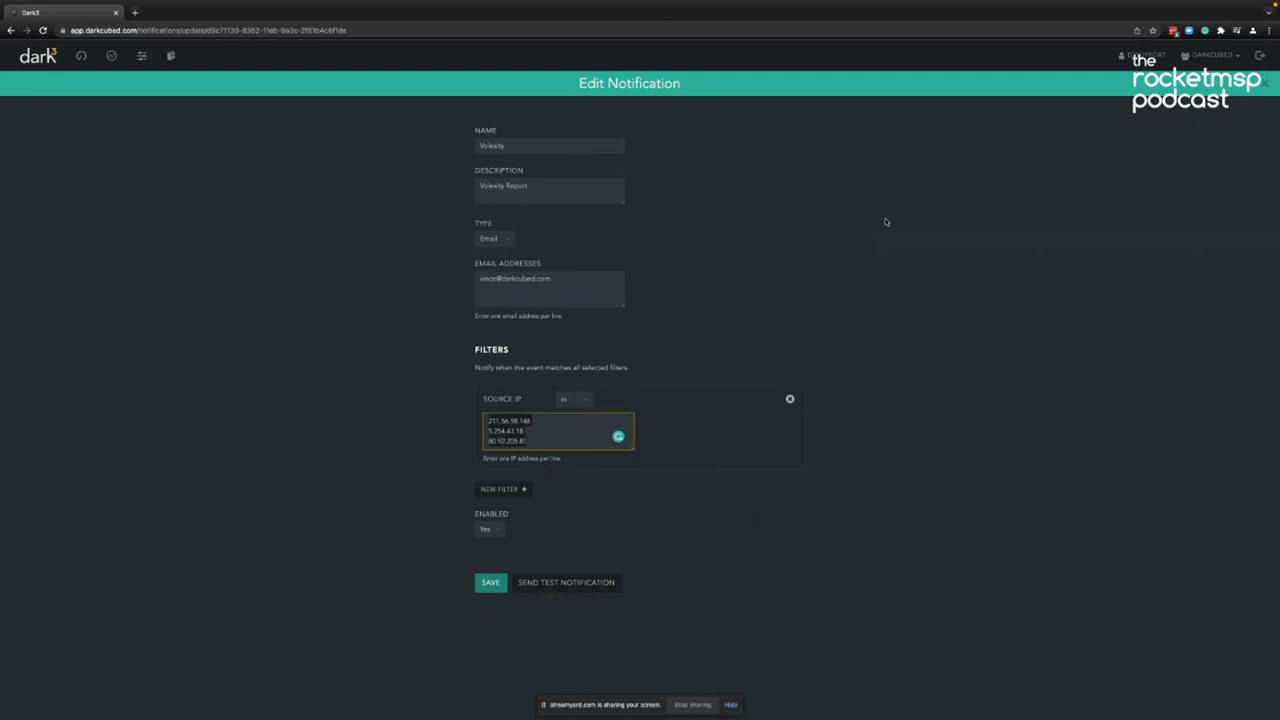 Dark3
app.darkcubed.com/notifications/update/d9c71130-8352-11eb-9a3c-2f81b4c6f1de
dark3
DARKCUBED
the
rocketmsp
podcast
Edit Notification
NAME
Volexity
DESCRIPTION
Volexity Report
TYPE
Email
EMAIL ADDRESSES
vince@darkcubed.com
Enter one email address per line.
FILTERS
Notify when the event matches all selected filters.
SOURCE IP
in
211.56.98.146
5.254.43.18
80.92.205.81
Enter one IP address per line.
NEW FILTER +
ENABLED
Yes
SAVE
SEND TEST NOTIFICATION
streamyard.com is sharing your screen.
Stop sharing
Hide